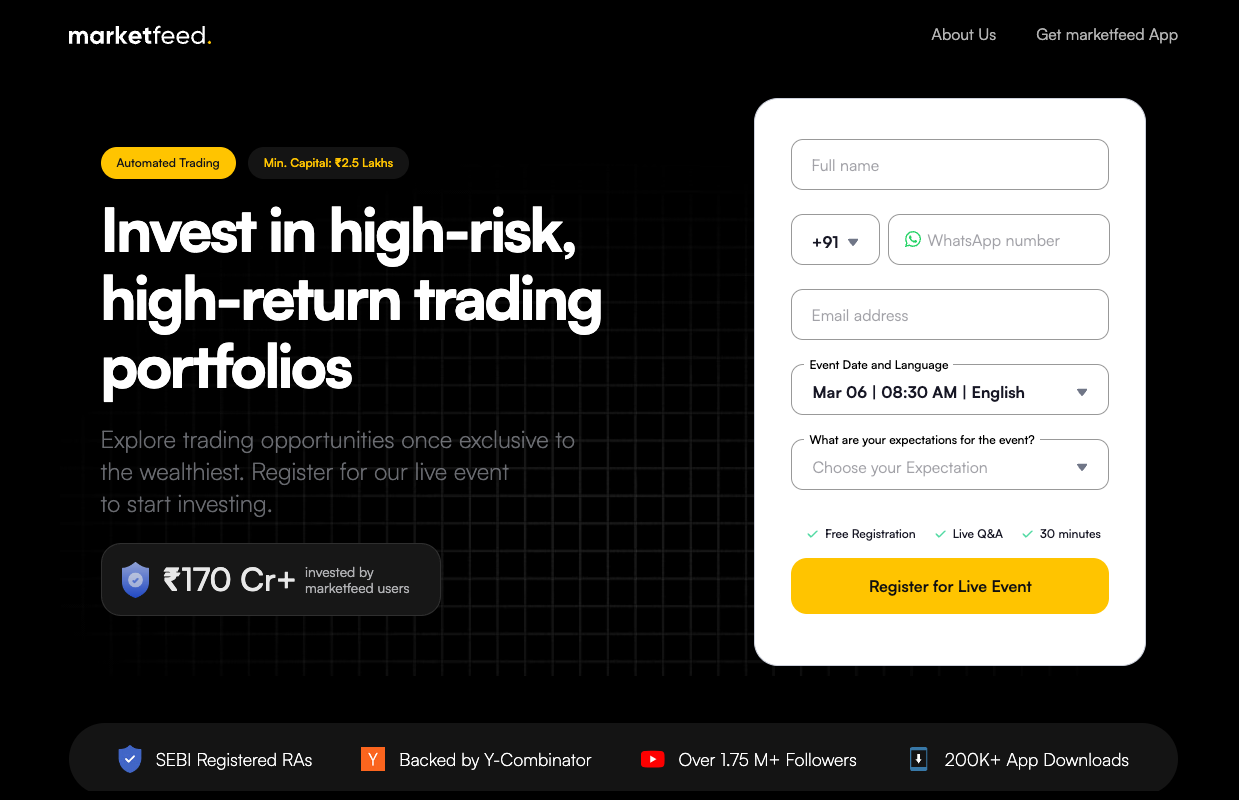 marketfeed.
About Us
Get marketfeed App
Automated Trading
Min. Capital: ₹2.5 Lakhs
Invest in high-risk,
high-return trading
portfolios
Explore trading opportunities once exclusive to
the wealthiest. Register for our live event
to start investing.
₹170 Cr+
invested by
marketfeed users
Full name
+91
WhatsApp number
Email address
Event Date and Language
Mar 06 | 08:30 AM | English
What are your expectations for the event?
Choose your Expectation
Free Registration
Live Q&A
30 minutes
Register for Live Event
SEBI Registered RAs
Y
Backed by Y-Combinator
Over 1.75 M+ Followers
200K+ App Downloads